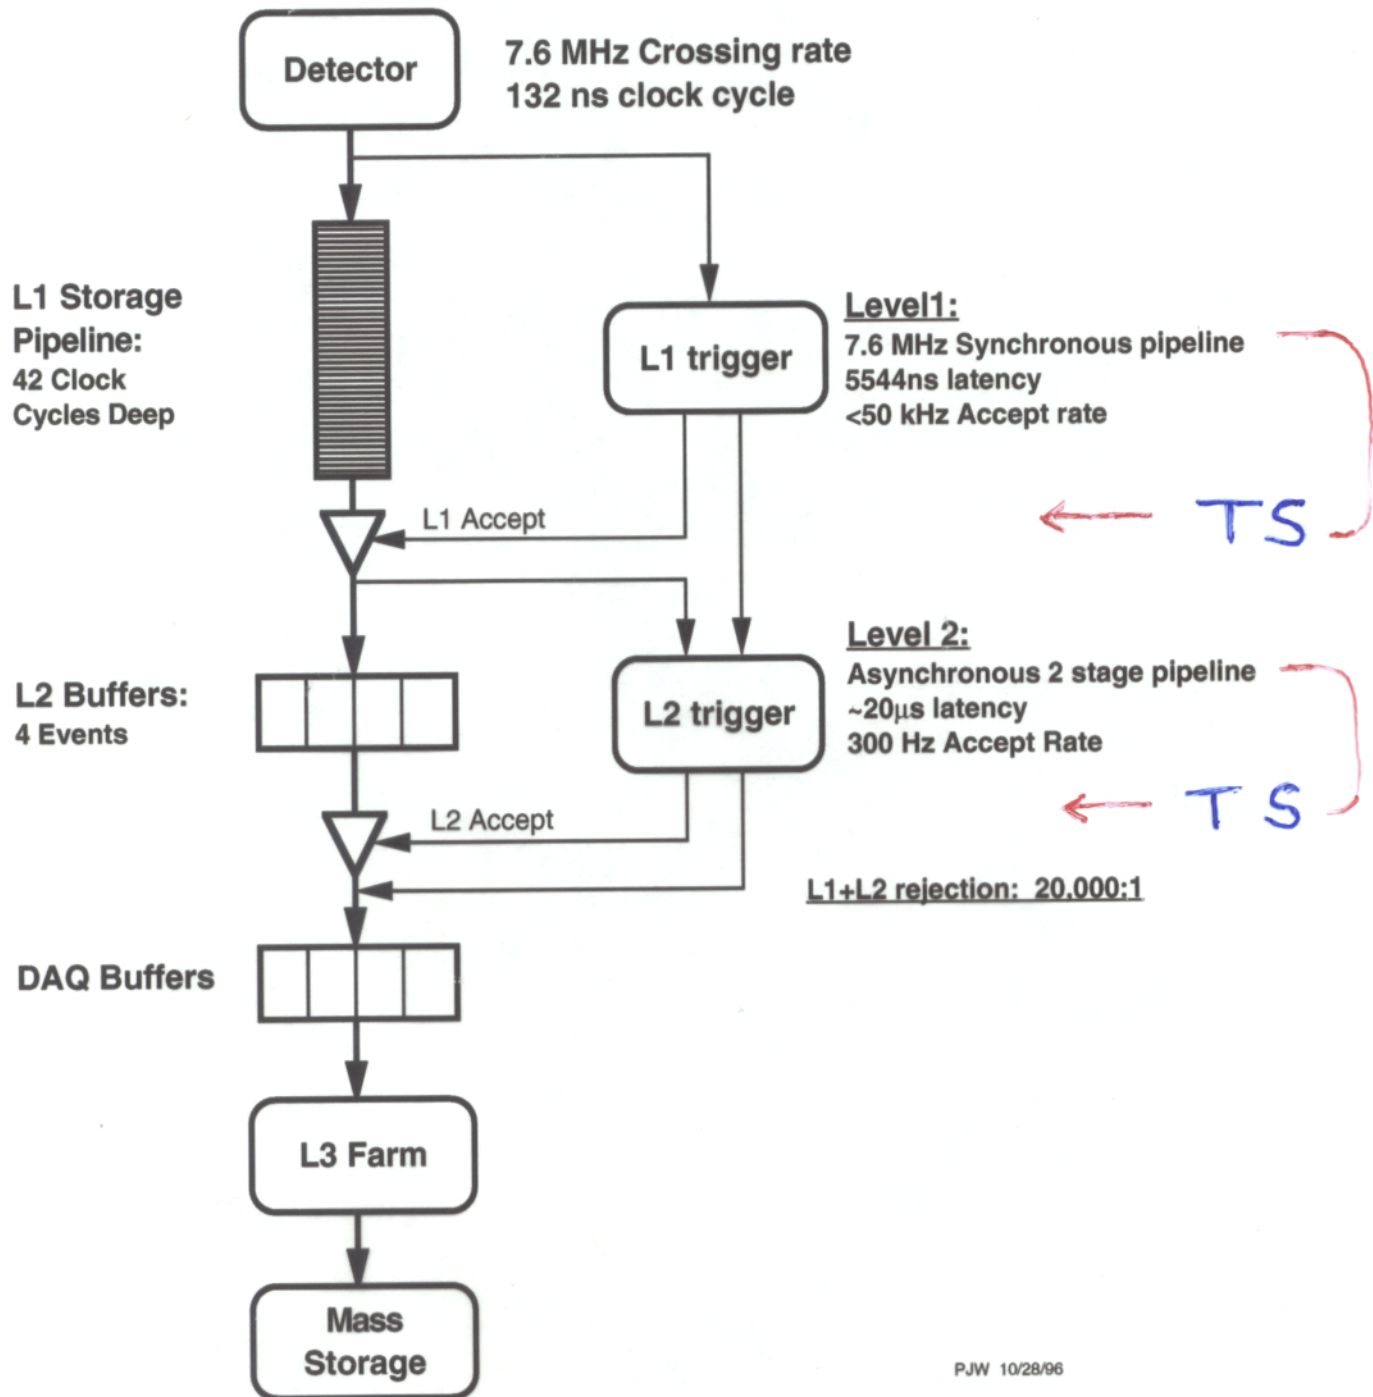 Detector
7.6 MHz Crossing rate
132 ns clock cycle
L1 Storage
Pipeline:
42 Clock
Cycles Deep
L1 trigger
Level1:
7.6 MHz Synchronous pipeline
5544ns latency
<50 kHz Accept rate
L1 Accept
TS
L2 Buffers:
4 Events
L2 trigger
Level 2:
Asynchronous 2 stage pipeline
~20μs latency
300 Hz Accept Rate
L2 Accept
TS
L1+L2 rejection: 20,000:1
DAQ Buffers
L3 Farm
Mass
Storage
PJW 10/28/96